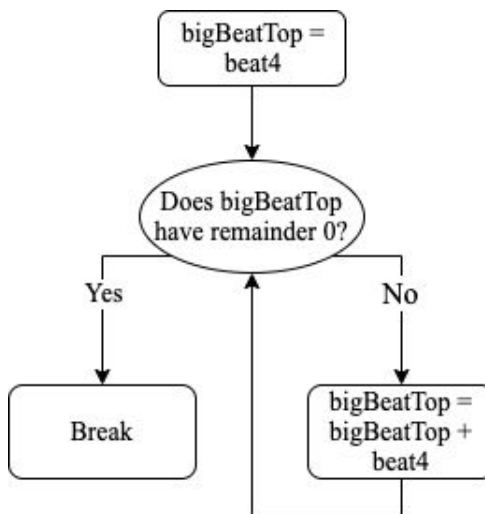 bigBeatTop =
beat4
Does bigBeatTop
have remainder 0?
Yes
No
Break
bigBeatTop =
bigBeatTop +
beat4